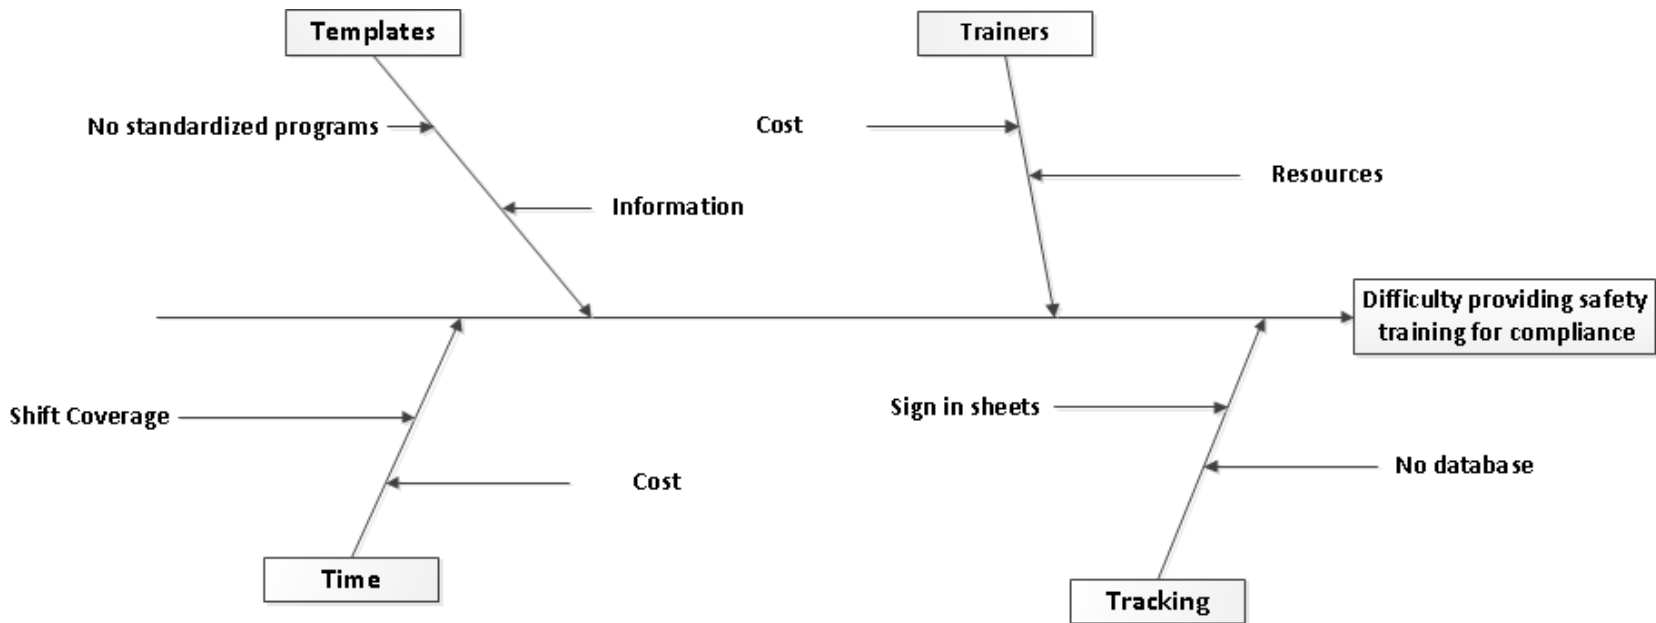 Templates
Trainers
No standardized programs
Cost
Resources
Information
Difficulty providing safety
training for compliance
Shift Coverage
Sign in sheets
No database
Cost
Time
Tracking